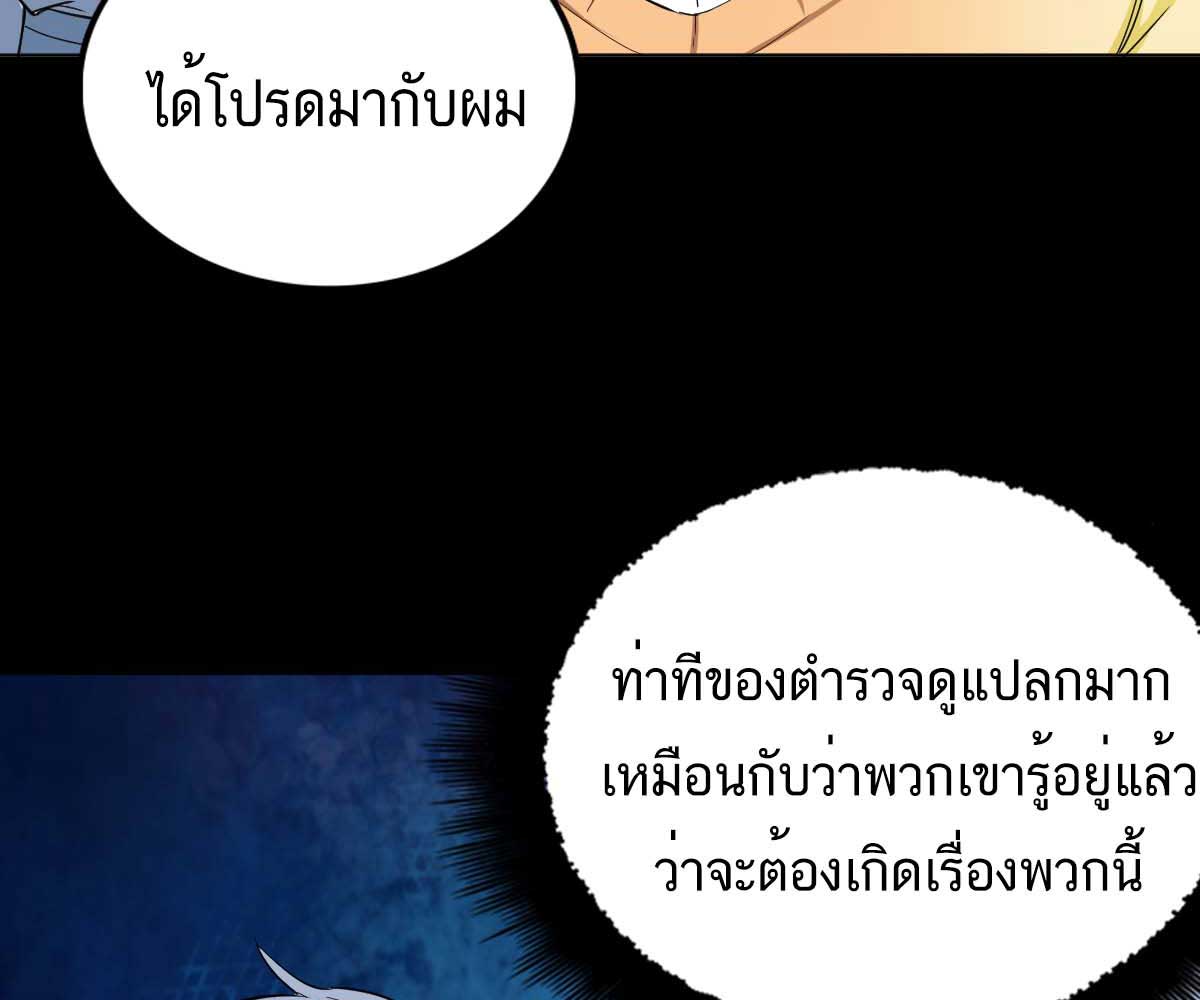 ได้โปรดมากับผม
ท่าทีของตำรวจดูแปลกมาก
เหมือนกับว่าพวกเขารู้อยู่แล้ว
ว่าจะต้องเกิดเรื่องพวกนี้